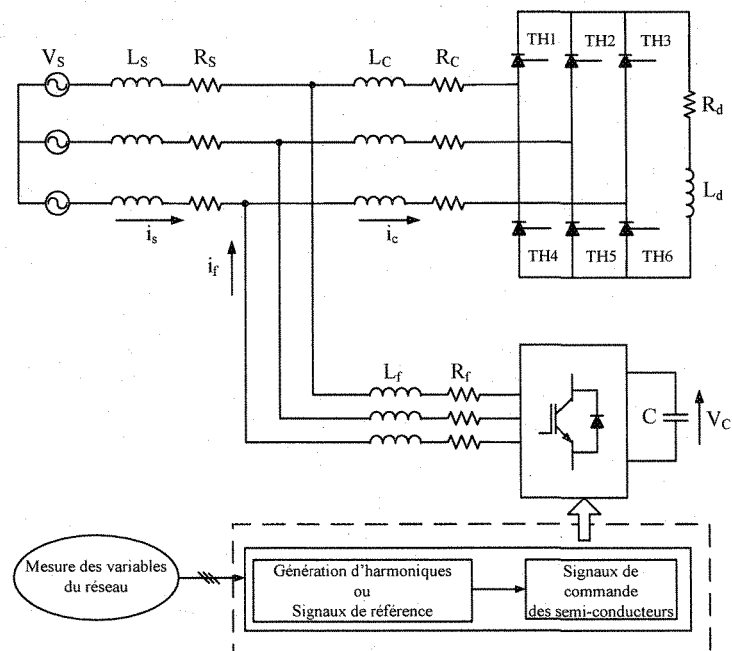 V_S L_S R_S L_C R_C
TH1 TH2 TH3
R_d
L_d
i_s i_c
TH4 TH5 TH6
i_f
L_f R_f
C V_C
Mesure des variables
du réseau
Génération d'harmoniques
ou
Signaux de référence
Signaux de
commande
des semi-conducteurs